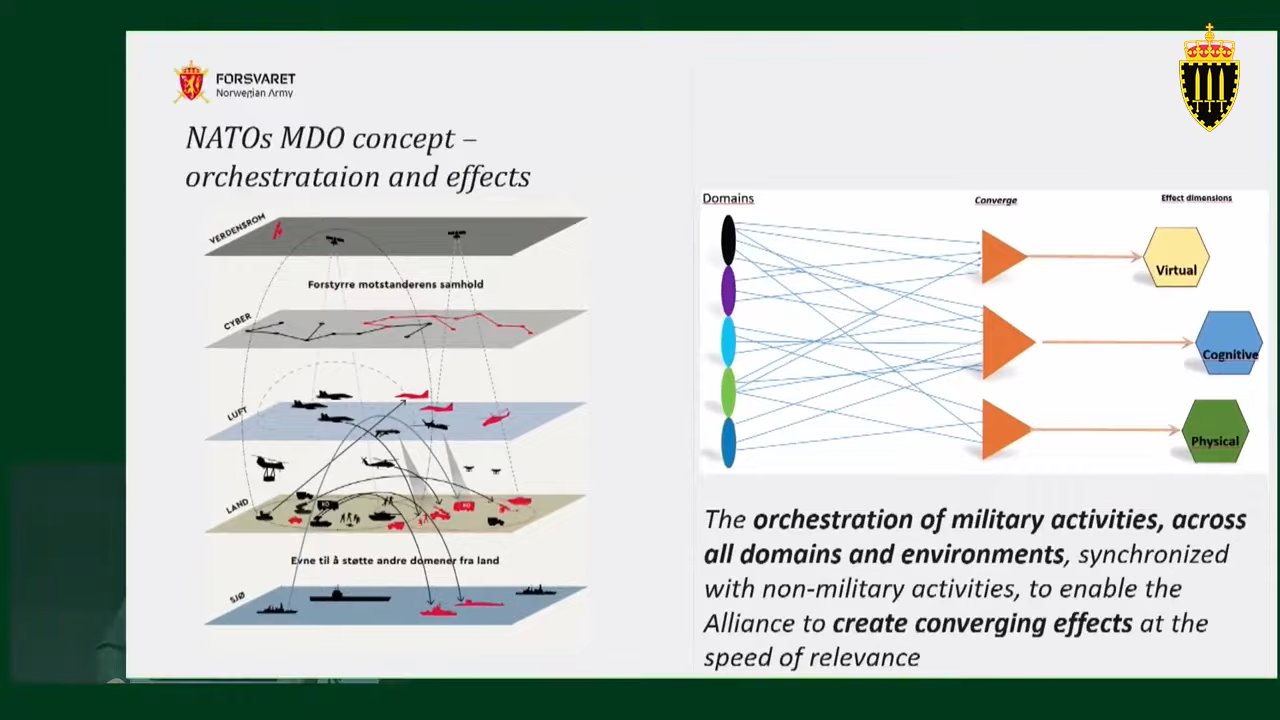 FORSVARET
Norwegian Army
NATOs MDO concept –
orchestrataion and effects
VERDENSROM
Forstyrre motstanderens samhold
CYBER
LUFT
LAND
KO
KO
Evne til å støtte andre domener fra land
SJØ
Domains
Converge
Effect dimensions
Virtual
Cognitive
Physical
The orchestration of military activities, across
all domains and environments, synchronized
with non-military activities, to enable the
Alliance to create converging effects at the
speed of relevance